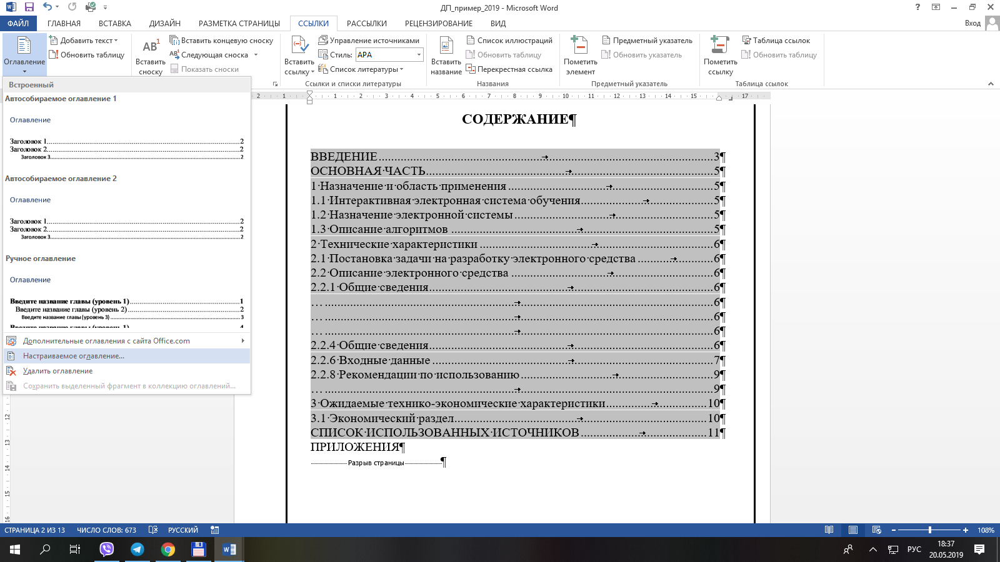 ДП_пример_2019 - Microsoft Word
?
ФАЙЛ ГЛАВНАЯ ВСТАВКА ДИЗАЙН РАЗМЕТКА СТРАНИЦЫ ССЫЛКИ РАССЫЛКИ РЕЦЕНЗИРОВАНИЕ ВИД Вход
Оглавление
Добавить текст
Обновить таблицу
AB¹
Вставить
сноску
Вставить концевую сноску
Следующая сноска
Показать сноски
Вставить
ссылку
Управление источниками
Стиль: APA
Список литературы
Ссылки и списки литературы
Вставить
название
Список иллюстраций
Обновить таблицу
Перекрестная ссылка
Названия
Пометить
элемент
Предметный указатель
Обновить указатель
Предметный указатель
Пометить
ссылку
Таблица ссылок
Обновить таблицу
Таблица ссылок
Встроенный
Автособираемое оглавление 1
Оглавление
Заголовок 1....................2
Заголовок 2....................2
Заголовок 3....................2
Автособираемое оглавление 2
Оглавление
Заголовок 1....................2
Заголовок 2....................2
Заголовок 3....................2
Ручное оглавление
Оглавление
Введите название главы (уровень 1)....................1
Введите название главы (уровень 2)....................2
Введите название главы (уровень 3)....................3
Введите название главы (уровень 1)....................4
Дополнительные оглавления с сайта Office.com
Настраиваемое оглавление...
Удалить оглавление
Сохранить выделенный фрагмент в коллекцию оглавлений...
2 1 1 2 3 4 5 6 7 8 9 10 11 12 13 14 15 17
СОДЕРЖАНИЕ¶
ВВЕДЕНИЕ....................→....................3¶
ОСНОВНАЯ·ЧАСТЬ....................→....................5¶
1·Назначение·и·область·применения....................→....................5¶
1.1·Интерактивная·электронная·система·обучения....................→....................5¶
1.2·Назначение·электронной·системы....................→....................5¶
1.3·Описание·алгоритмов....................→....................5¶
2·Технические·характеристики....................→....................6¶
2.1·Постановка·задачи·на·разработку·электронного·средства....................→....................6¶
2.2·Описание·электронного·средства....................→....................6¶
2.2.1·Общие·сведения....................→....................6¶
…....................→....................6¶
…....................→....................6¶
…....................→....................6¶
2.2.4·Общие·сведения....................→....................6¶
2.2.6·Входные·данные....................→....................7¶
2.2.8·Рекомендации·по·использованию....................→....................9¶
…....................→....................9¶
3·Ожидаемые·технико-экономические·характеристики....................→....................10¶
3.1·Экономический·раздел....................→....................10¶
СПИСОК·ИСПОЛЬЗОВАННЫХ·ИСТОЧНИКОВ....................→....................11¶
ПРИЛОЖЕНИЯ¶
Разрыв страницы¶
12
13
14
15
16
СТРАНИЦА 2 ИЗ 13 ЧИСЛО СЛОВ: 673 РУССКИЙ 108%
РУС
18:37
20.05.2019